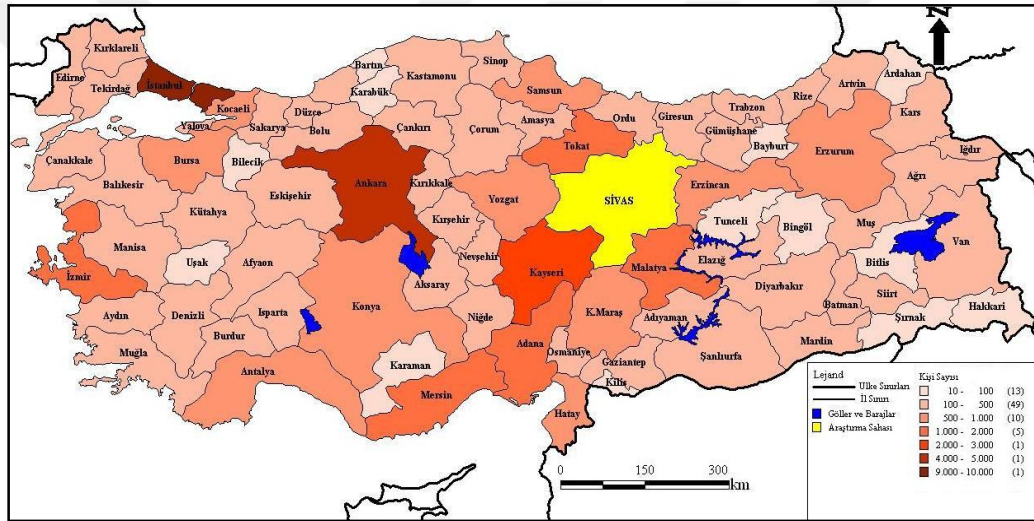 N
Kırklareli
Edirne
Tekirdağ
İstanbul
Kocaeli
Yalova
Sakarya
Düzce
Bolu
Bartın
Karabük
Kastamonu
Sinop
Samsun
Çankırı
Çorum
Amasya
Ordu
Giresun
Trabzon
Rize
Artvin
Ardahan
Kars
Gümüşhane
Bayburt
Erzurum
Iğdır
Ağrı
Çanakkale
Bursa
Bilecik
Balıkesir
Kütahya
Eskişehir
Ankara
Kırıkkale
Yozgat
Tokat
SİVAS
Erzincan
Kırşehir
Tunceli
Bingöl
Muş
Van
Bitlis
Manisa
Uşak
Afyaon
İzmir
Aksaray
Nevşehir
Kayseri
Malatya
Elazığ
Diyarbakır
Batman
Siirt
Şırnak
Hakkari
Aydın
Denizli
Burdur
Isparta
Konya
Niğde
K.Maraş
Adıyaman
Mardin
Muğla
Antalya
Karaman
Mersin
Adana
Osmaniye
Gaziantep
Kilis
Şanlıurfa
Hatay
0 150 300
km
Lejand
Ülke Sınırları
İl Sınırı
Göller ve Barajlar
Araştırma Sahası
Kişi Sayısı
10 - 100 (13)
100 - 500 (49)
500 - 1.000 (10)
1.000 - 2.000 (5)
2.000 - 3.000 (1)
4.000 - 5.000 (1)
9.000 - 10.000 (1)